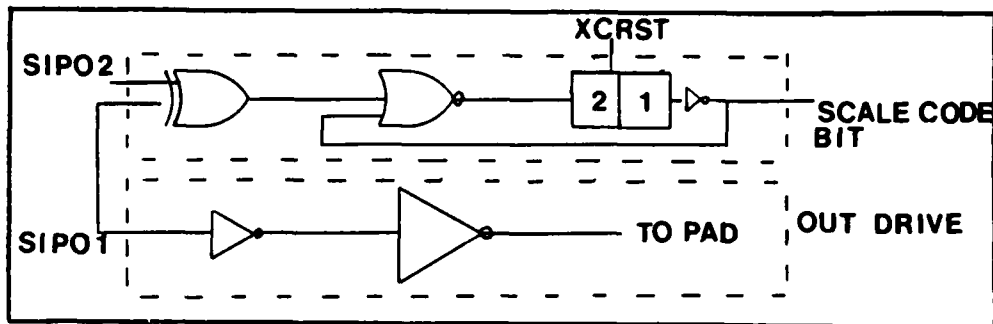 XCRST
SIPO2
2 1
SCALE CODE
BIT
SIPO1
TO PAD
OUT DRIVE